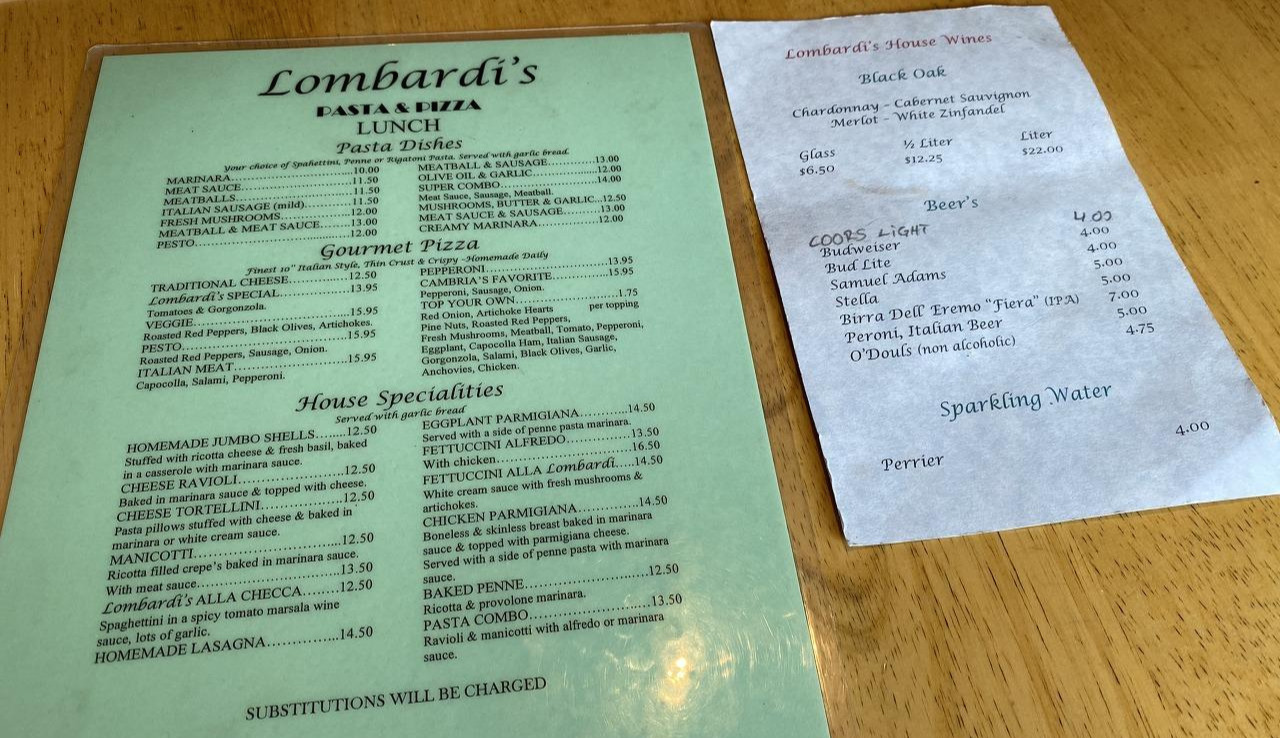 Lombardi's
PASTA & PIZZA
LUNCH
Pasta Dishes
Your choice of Spahettini, Penne or Rigatoni Pasta. Served with garlic bread.
MARINARA..............................10.00
MEAT SAUCE............................11.50
MEATBALLS.............................11.50
ITALIAN SAUSAGE (mild)................11.50
FRESH MUSHROOMS.......................12.00
MEATBALL & MEAT SAUCE.................13.00
PESTO.................................12.00
MEATBALL & SAUSAGE............13.00
OLIVE OIL & GARLIC............12.00
SUPER COMBO...................14.00
Meat Sauce, Sausage, Meatball.
MUSHROOMS, BUTTER & GARLIC...12.50
MEAT SAUCE & SAUSAGE..........13.00
CREAMY MARINARA...............12.00
Gourmet Pizza
Finest 10" Italian Style, Thin Crust & Crispy -Homemade Daily
TRADITIONAL CHEESE....................12.50
Lombardi's SPECIAL....................13.95
Tomatoes & Gorgonzola.
VEGGIE................................15.95
Roasted Red Peppers, Black Olives, Artichokes.
PESTO.................................15.95
Roasted Red Peppers, Sausage, Onion.
ITALIAN MEAT..........................15.95
Capocolla, Salami, Pepperoni.
PEPPERONI.............................13.95
CAMBRIA'S FAVORITE....................15.95
Pepperoni, Sausage, Onion.
TOP YOUR OWN..........................1.75
Red Onion, Artichoke Hearts per topping
Pine Nuts, Roasted Red Peppers,
Fresh Mushrooms, Meatball, Tomato, Pepperoni,
Eggplant, Capocolla Ham, Italian Sausage,
Gorgonzola, Salami, Black Olives, Garlic,
Anchovies, Chicken.
House Specialities
Served with garlic bread
HOMEMADE JUMBO SHELLS........12.50
Stuffed with ricotta cheese & fresh basil, baked
in a casserole with marinara sauce.
CHEESE RAVIOLI........................12.50
Baked in marinara sauce & topped with cheese.
CHEESE TORTELLINI.....................12.50
Pasta pillows stuffed with cheese & baked in
marinara or white cream sauce.
MANICOTTI.............................12.50
Ricotta filled crepe's baked in marinara sauce.
With meat sauce.......................13.50
Lombardi's ALLA CHECCA........12.50
Spaghettini in a spicy tomato marsala wine
sauce, lots of garlic.
HOMEMADE LASAGNA..............14.50
EGGPLANT PARMIGIANA...........14.50
Served with a side of penne pasta marinara.
FETTUCINI ALFREDO.............13.50
With chicken..........................16.50
FETTUCINI ALLA Lombardi.....14.50
White cream sauce with fresh mushrooms &
artichokes.
CHICKEN PARMIGIANA............14.50
Boneless & skinless breast baked in marinara
sauce & topped with parmigiana cheese.
Served with a side of penne pasta with marinara
sauce.
BAKED PENNE...........................12.50
Ricotta & provolone marinara.
PASTA COMBO...........................13.50
Ravioli & manicotti with alfredo or marinara
sauce.
SUBSTITUTIONS WILL BE CHARGED
Lombardi's House Wines
Black Oak
Chardonnay - Cabernet Sauvignon
Merlot - White Zinfandel
Glass ½ Liter Liter
$6.50 $12.25 $22.00
Beer's
COORS LIGHT 4.00
Budweiser 4.00
Bud Lite 4.00
Samuel Adams 5.00
Stella 5.00
Birra Dell' Eremo "Fiera" (IPA) 7.00
Peroni, Italian Beer 5.00
O'Douls (non alcoholic) 4.75
Sparkling Water
Perrier 4.00